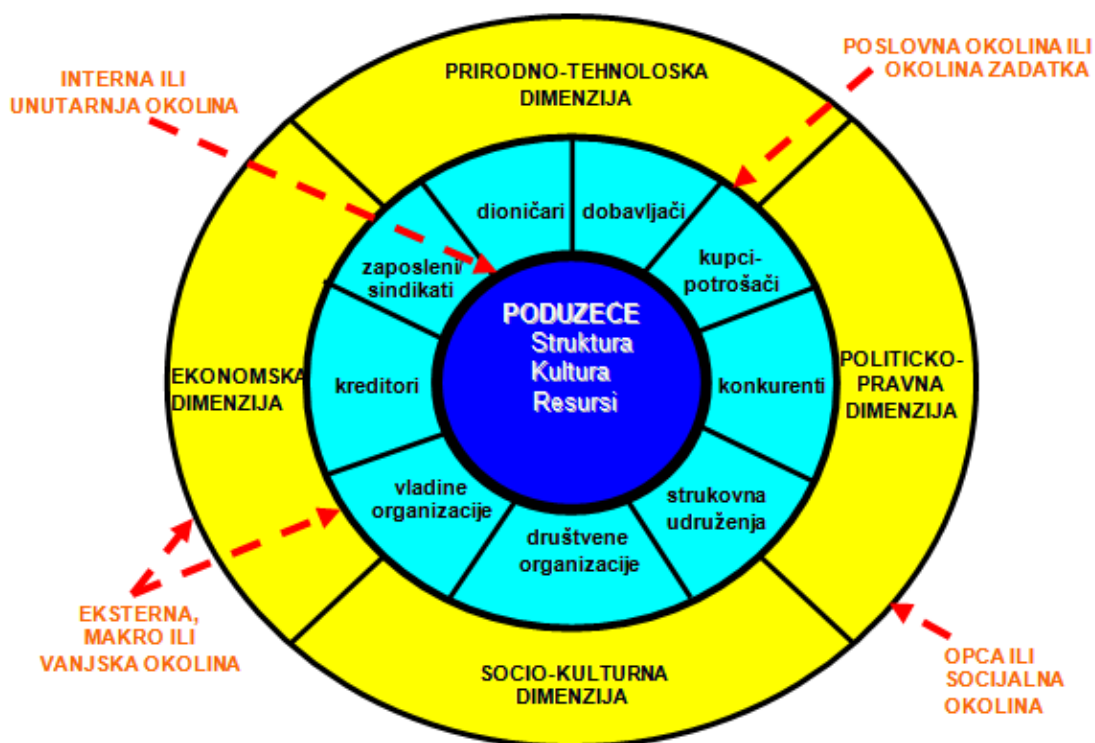 INTERNA ILI
UNUTARNJA OKOLINA
PRIRODNO-TEHNOLOSKA
DIMENZIJA
POSLOVNA OKOLINA ILI
OKOLINA ZADATKA
dioničari
dobavljači
zaposleni/
sindikati
kupci-
potrošači
PODUZEĆE
Struktura
Kultura
Resursi
EKONOMSKA
DIMENZIJA
kreditori
konkurenti
POLITICKO-
PRAVNA
DIMENZIJA
vladine
organizacije
strukovna
udruženja
društvene
organizacije
EKSTERNA,
MAKRO ILI
VANJSKA OKOLINA
SOCIO-KULTURNA
DIMENZIJA
OPCA ILI
SOCIJALNA
OKOLINA